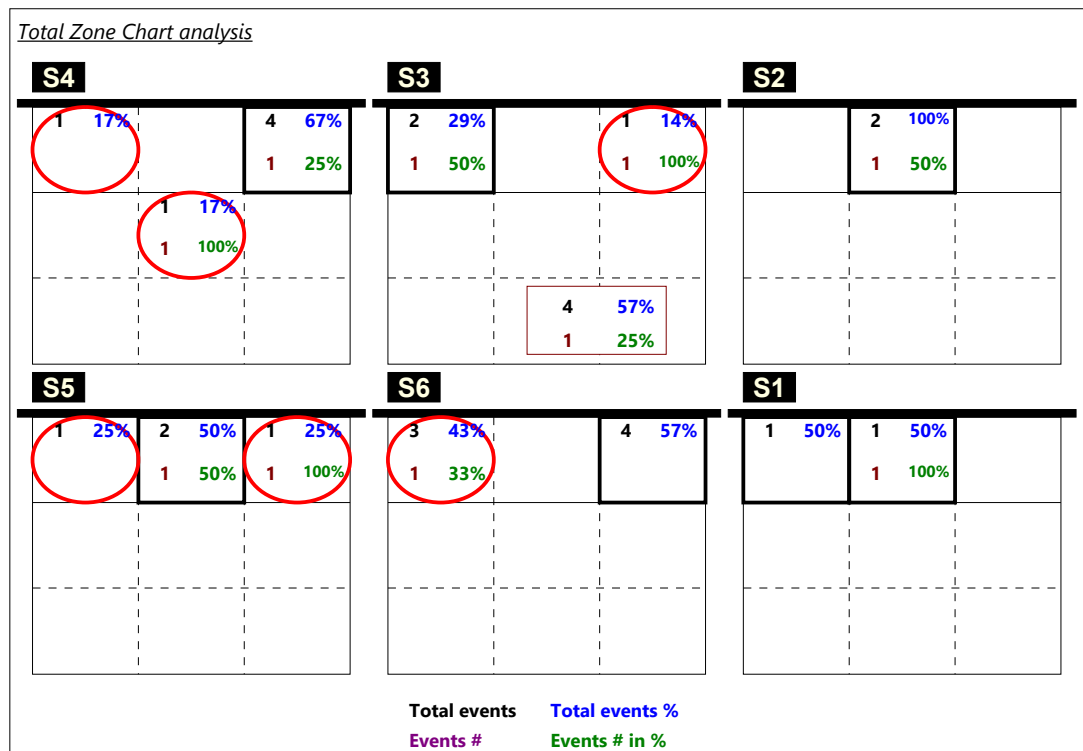 Total Zone Chart analysis
S4 S3 S2
1 17% 4 67% 2 29% 1 14% 2 100%
1 25% 1 50% 1 100% 1 50%
1 17%
1 100%
4 57%
1 25%
S5 S6 S1
1 25% 2 50% 1 25% 3 43% 4 57% 1 50% 1 50%
1 50% 1 100% 1 33% 1 100%
Total events Total events %
Events # Events # in %